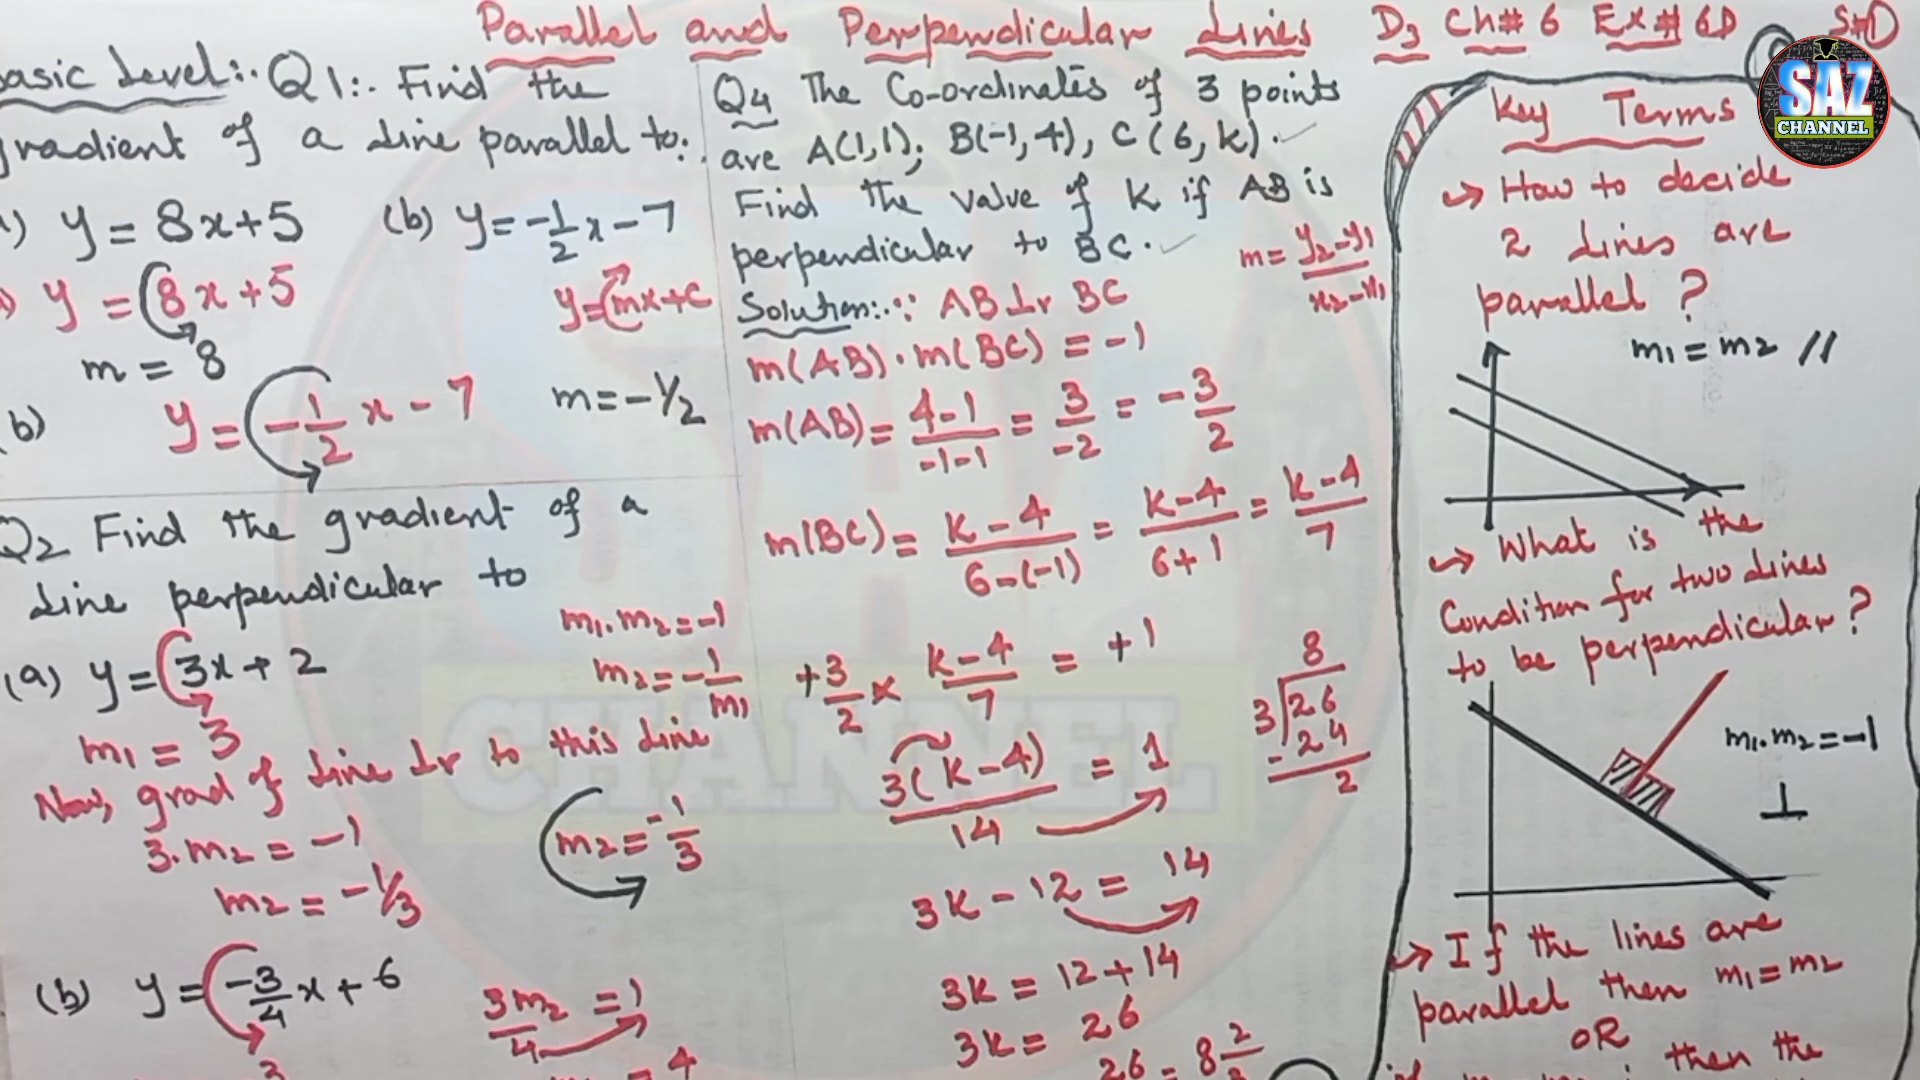 Parallel and Perpendicular Lines D3 Ch# 6 Ex# 6D S#1
Basic Level:. Q1:. Find the
gradient of a line parallel to:.
y = 8x+5 (b) y=-1/2 x-7
y = 8x+5
y=mx+c
m = 8
(b) y = -1/2 x - 7 m=-1/2
Q2 Find the gradient of a
line perpendicular to
m1.m2=-1
(a) y = 3x+2
m2=-1/m1
m1 = 3
Now, grad of line ⊥r to this line
3.m2 = -1
m2=-1/3
m2 = -1/3
(b) y = -3/4 x + 6
3m2/4 = 1
3
= 4
Q4 The Co-ordinates of 3 points
are A(1,1); B(-1,4), C(6,k).
Find the value of K if AB is
perpendicular to BC.
m = y2-y1/x2-x1
Solution:. ∵ AB ⊥r BC
m(AB).m(BC) = -1
m(AB)= 4-1/-1-1 = 3/-2 = -3/2
m(BC)= k-4/6-(-1) = k-4/6+1 = k-4/7
+3/2 x k-4/7 = +1
3(k-4)/14 = 1
8
3)26
-24
2
3k-12 = 14
3k = 12+14
3k = 26
26 = 8 2
SAZ
CHANNEL
Key Terms
→ How to decide
2 lines are
parallel ?
m1=m2 //
→ What is the
Condition for two lines
to be perpendicular?
m1.m2=-1
⊥
→ If the lines are
parallel then m1=m2
OR
then the
SAZ
CHANNEL